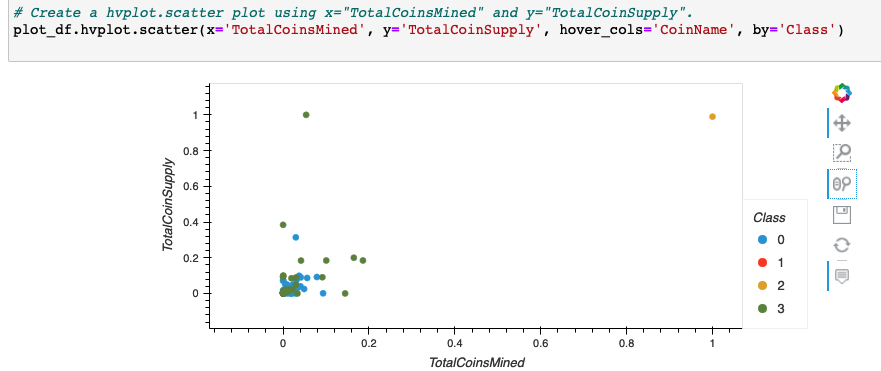 # Create a hvplot.scatter plot using x="TotalCoinsMined" and y="TotalCoinSupply".
plot_df.hvplot.scatter(x='TotalCoinsMined', y='TotalCoinSupply', hover_cols='CoinName', by='Class')
TotalCoinSupply
1
0.8
0.6
0.4
0.2
0
0 0.2 0.4 0.6 0.8 1
TotalCoinsMined
Class
0
1
2
3